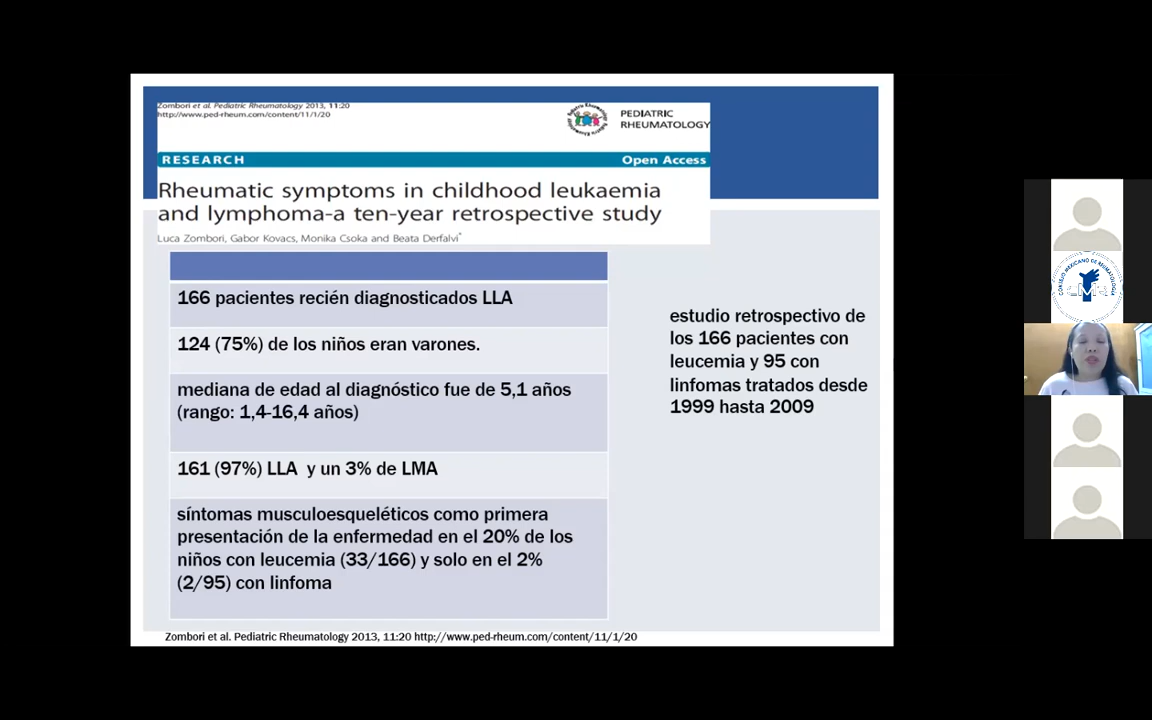 Zombori et al. Pediatric Rheumatology 2013, 11:20
http://www.ped-rheum.com/content/11/1/20
PEDIATRIC
RHEUMATOLOGY
RESEARCH
Open Access
Rheumatic symptoms in childhood leukaemia
and lymphoma-a ten-year retrospective study
Luca Zombori, Gabor Kovacs, Monika Csoka and Beata Derfalvi*
166 pacientes recién diagnosticados LLA
124 (75%) de los niños eran varones.
mediana de edad al diagnóstico fue de 5,1 años
(rango: 1,4-16,4 años)
161 (97%) LLA y un 3% de LMA
síntomas musculoesqueléticos como primera
presentación de la enfermedad en el 20% de los
niños con leucemia (33/166) y solo en el 2%
(2/95) con linfoma
estudio retrospectivo de
los 166 pacientes con
leucemia y 95 con
linfomas tratados desde
1999 hasta 2009
Zombori et al. Pediatric Rheumatology 2013, 11:20 http://www.ped-rheum.com/content/11/1/20
CONSEJO MEXICANO DE REUMATOLOGIA
CMR